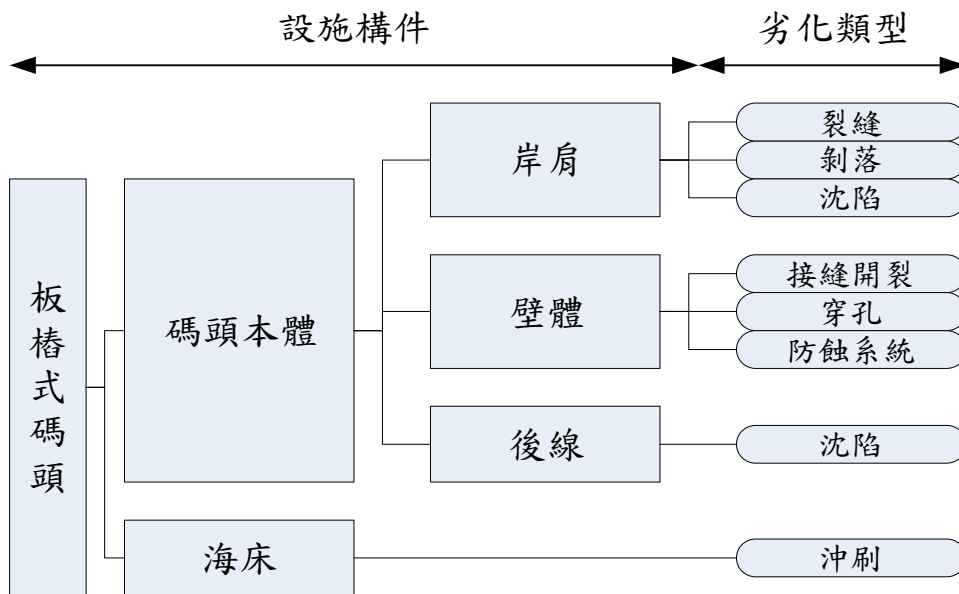 設施構件
劣化類型
板樁式碼頭
碼頭本體
岸肩
裂縫
剝落
沈陷
壁體
接縫開裂
穿孔
防蝕系統
後線
沈陷
海床
沖刷